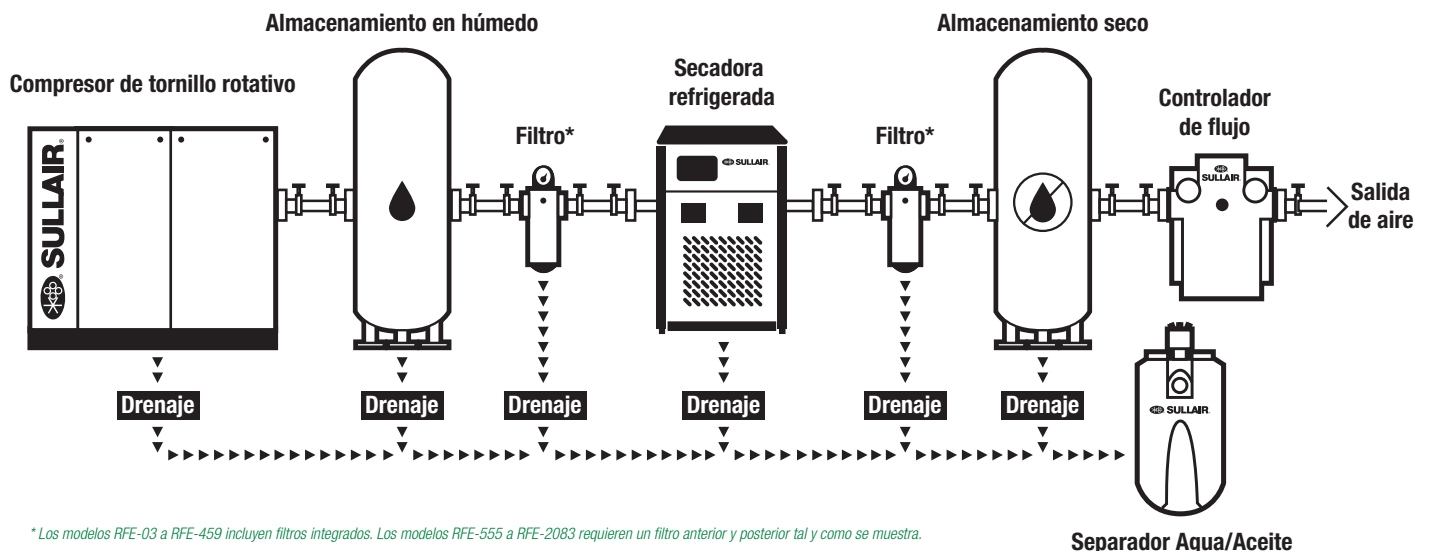 Almacenamiento en húmedo
Almacenamiento seco
Compresor de tornillo rotativo
Secadora
refrigerada
Controlador
de flujo
Filtro*
Filtro*
SULLAIR
SULLAIR
SULLAIR
Salida
de aire
Drenaje
Drenaje
Drenaje
Drenaje
Drenaje
Drenaje
SULLAIR
* Los modelos RFE-03 a RFE-459 incluyen filtros integrados. Los modelos RFE-555 a RFE-2083 requieren un filtro anterior y posterior tal y como se muestra.
Separador Agua/Aceite